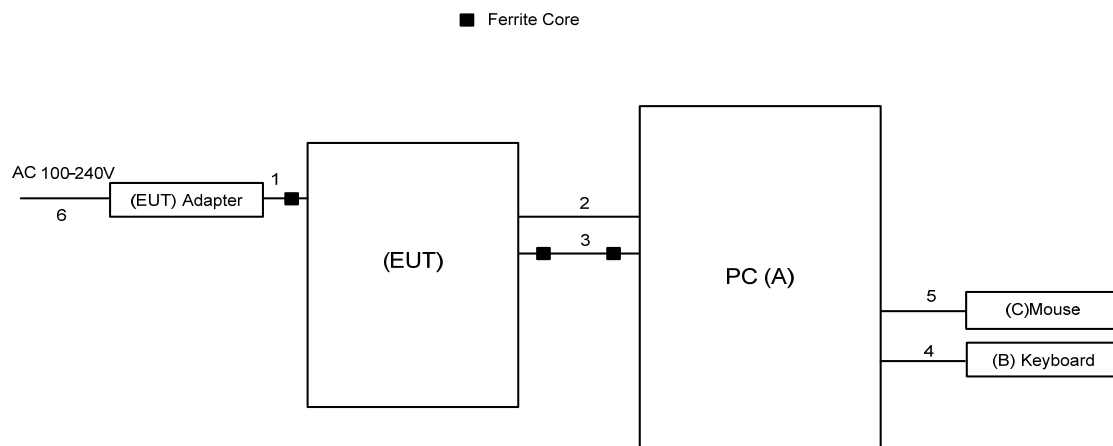 Ferrite Core
AC 100-240V
1
(EUT) Adapter
6
2
3
(EUT)
PC (A)
5
(C)Mouse
4
(B) Keyboard